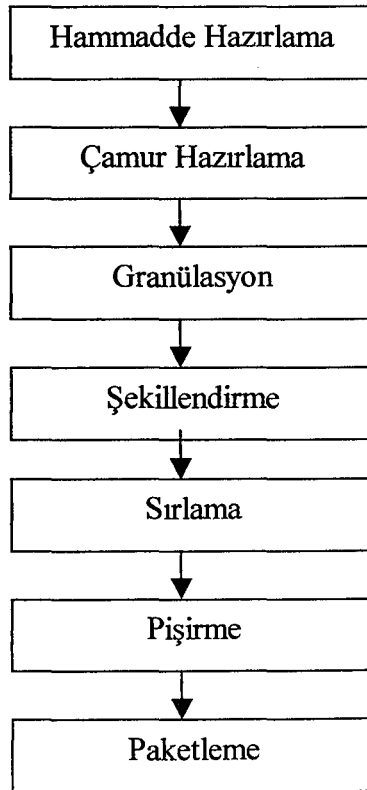 Hammadde Hazırlama
Çamur Hazırlama
Granülasyon
Şekillendirme
Sırlama
Pişirme
Paketleme